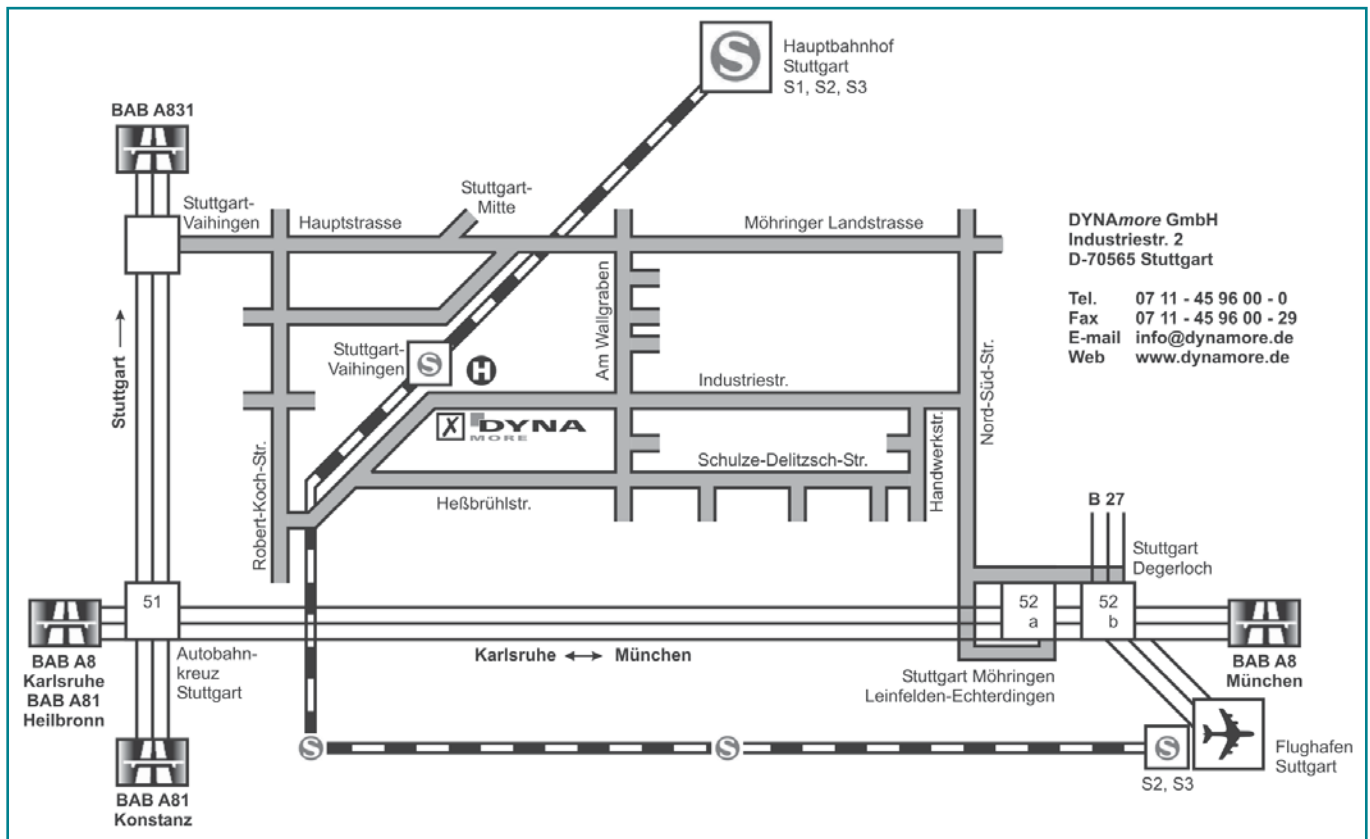 S
Hauptbahnhof
Stuttgart
S1, S2, S3
BAB A831
Stuttgart-
Vaihingen
Hauptstrasse
Stuttgart-
Mitte
Möhringer Landstrasse
DYNAmore GmbH
Industriestr. 2
D-70565 Stuttgart
Tel. 07 11 - 45 96 00 - 0
Fax 07 11 - 45 96 00 - 29
E-mail info@dynamore.de
Web www.dynamore.de
Stuttgart
Am Wallgraben
Nord-Süd-Str.
Stuttgart-
Vaihingen
S
H
Industriestr.
X DYNA
MORE
Robert-Koch-Str.
Schulze-Delitzsch-Str.
Handwerkstr.
Heßbrühlstr.
B 27
Stuttgart
Degerloch
51
52
a
52
b
BAB A8
Karlsruhe
BAB A81
Heilbronn
Autobahn-
kreuz
Stuttgart
Karlsruhe ↔ München
Stuttgart Möhringen
Leinfelden-Echterdingen
BAB A8
München
S
S
S
S2, S3
Flughafen
Suttgart
BAB A81
Konstanz